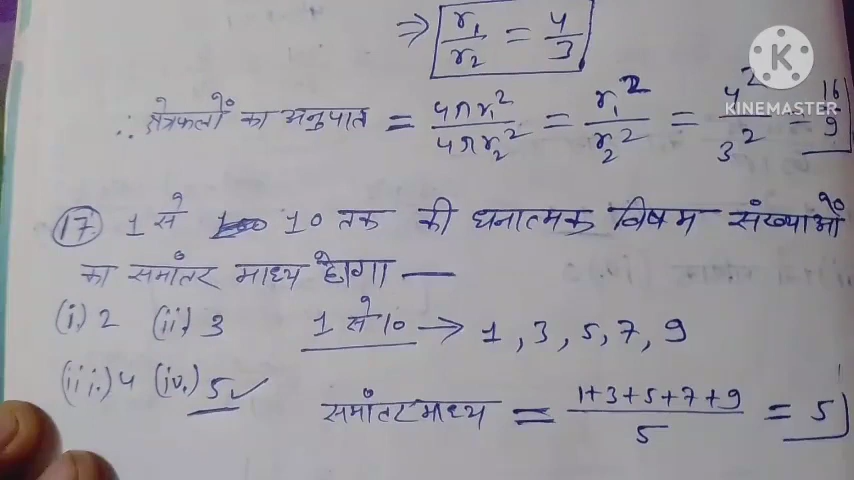 ⇒ r₁/r₂ = 4/3
KINEMASTER
∴ क्षेत्रफलों का अनुपात = 4πr₁²/4πr₂² = r₁²/r₂² = 4²/3² = 16/9
(17) 1 से 10 तक की धनात्मक विषम संख्याओं
का समांतर माध्य होगा —
(i) 2 (ii) 3 1 से 10 → 1, 3, 5, 7, 9
(iii.) 4 (iv.) 5 ✓
समांतर माध्य = 1+3+5+7+9/5 = 5